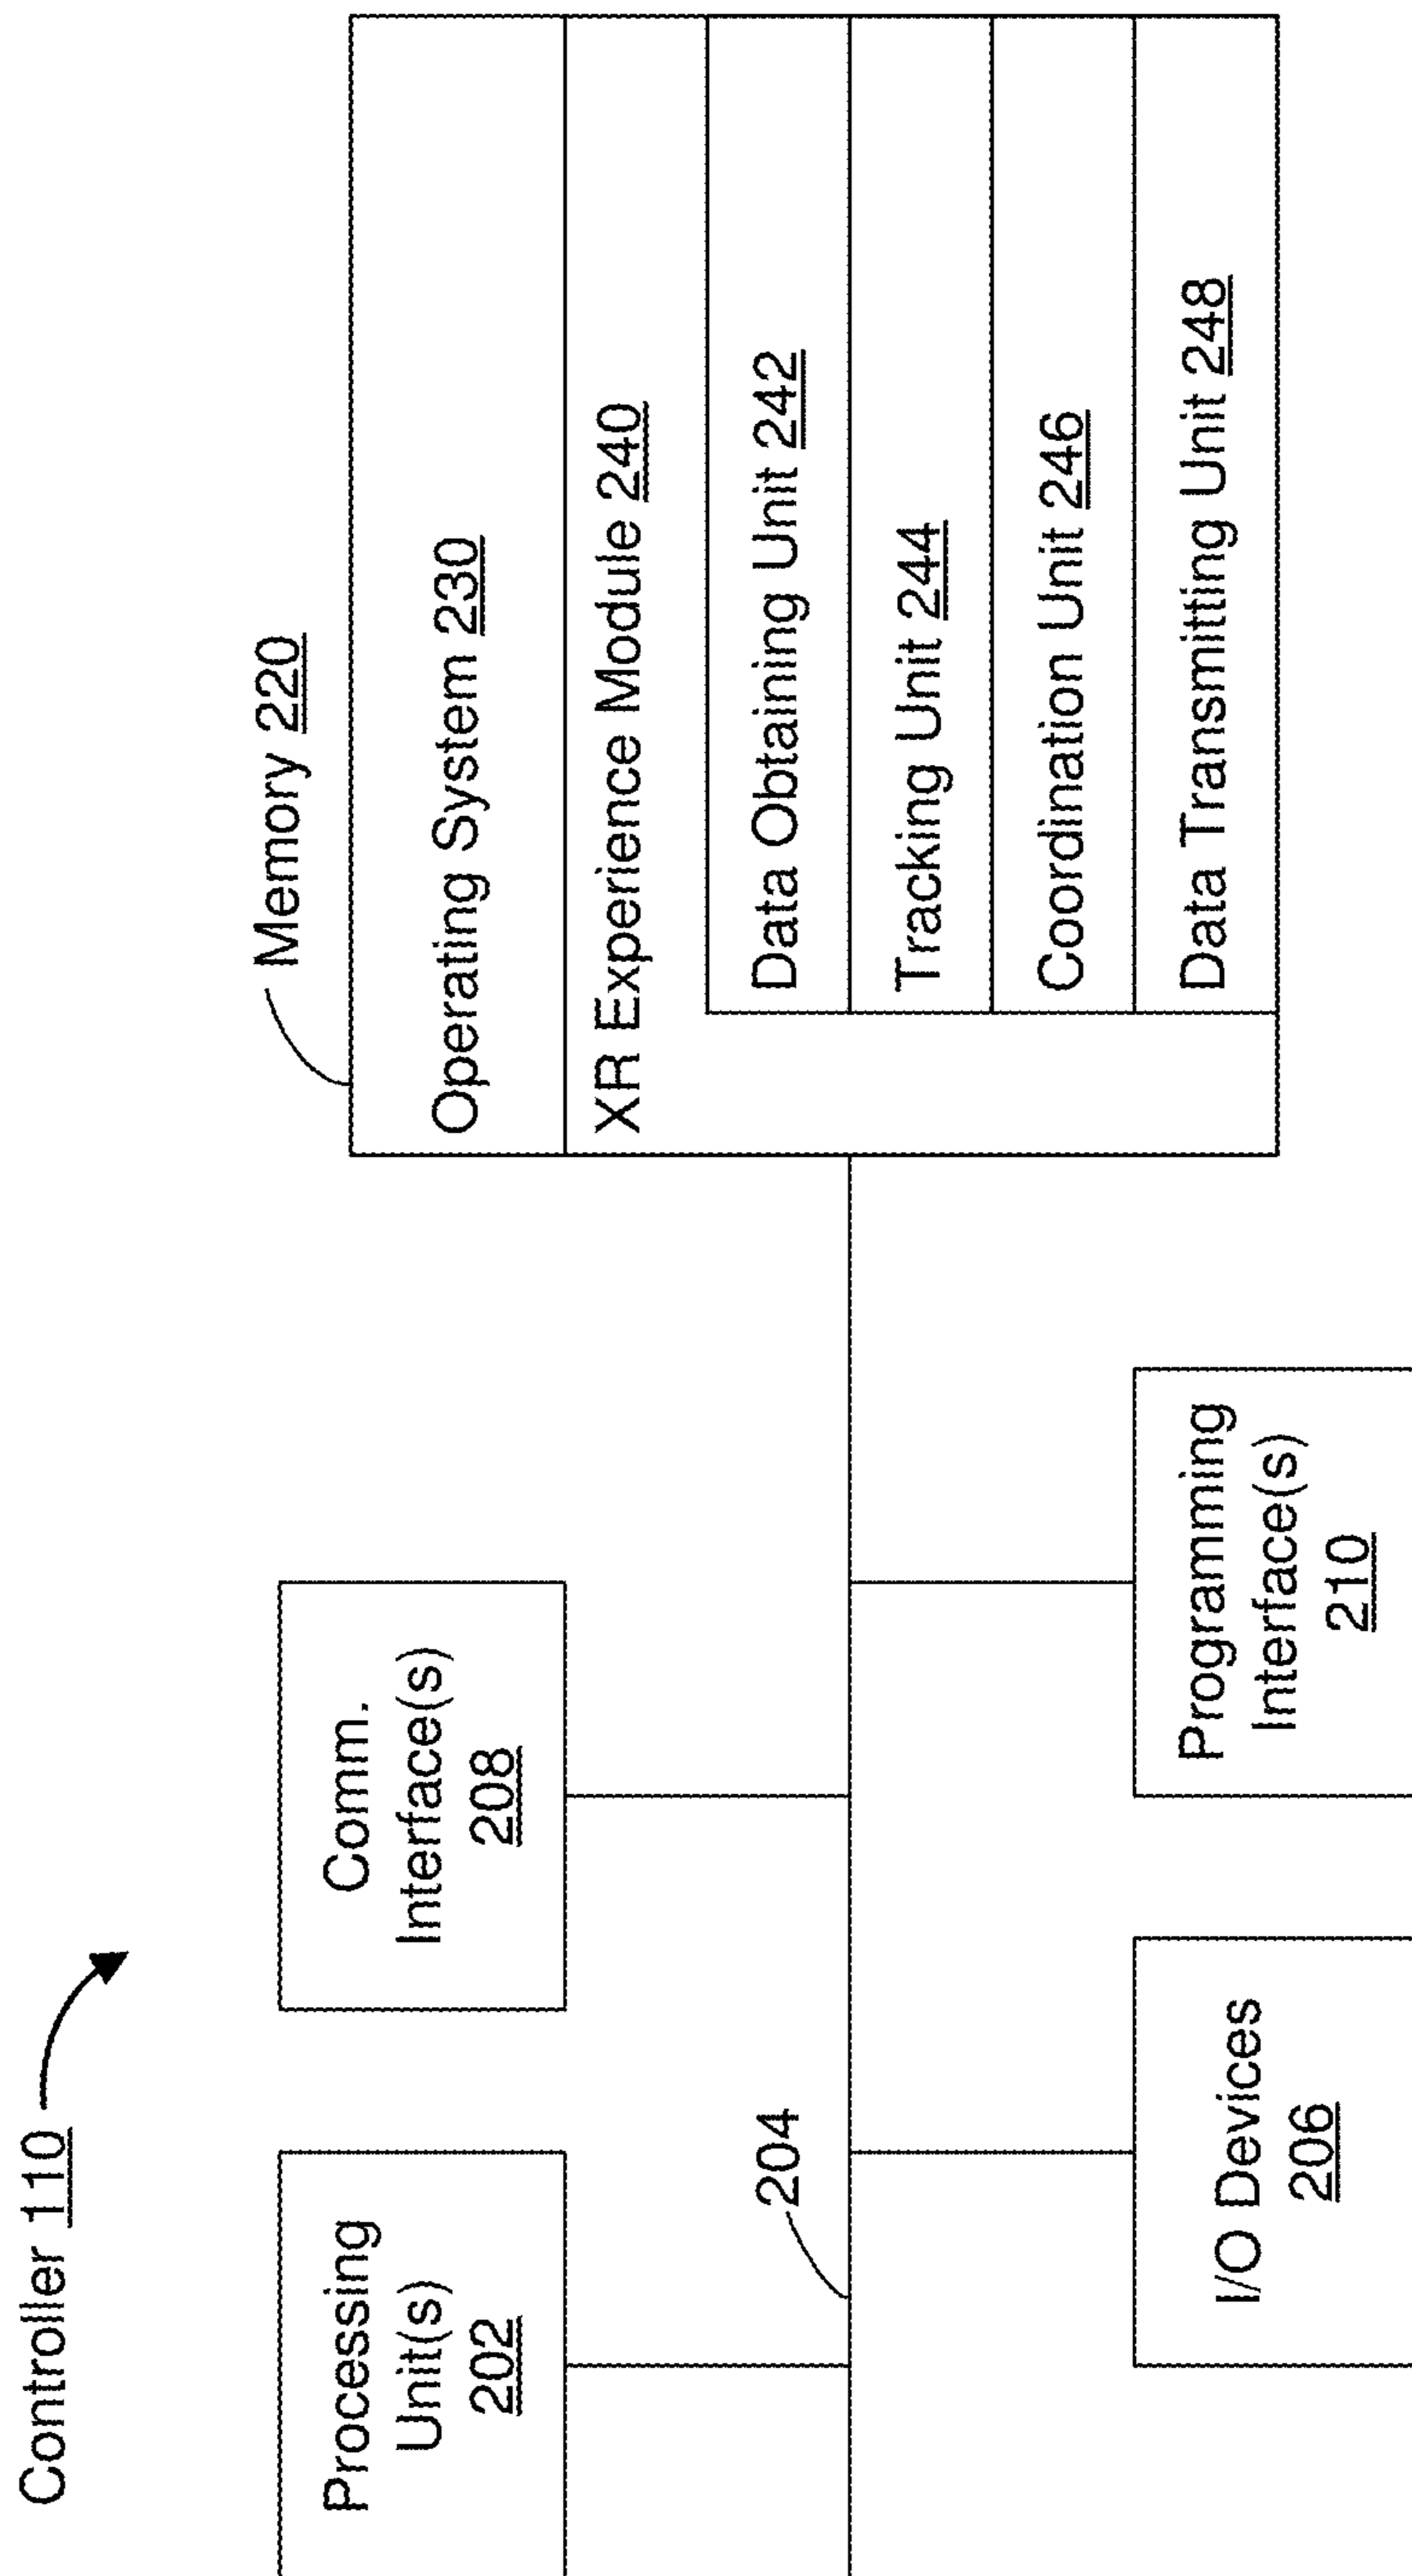 Controller 110
Processing
Unit(s)
202
Comm.
Interface(s)
208
Memory 220
Operating System 230
XR Experience Module 240
Data Obtaining Unit 242
Tracking Unit 244
Coordination Unit 246
Data Transmitting Unit 248
204
I/O Devices
206
Programming
Interface(s)
210